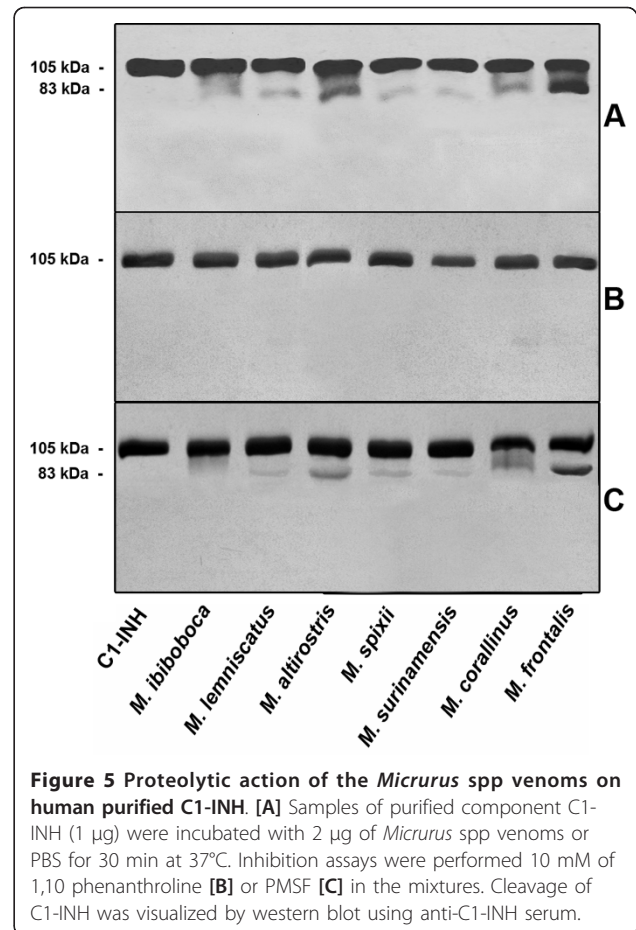 105 kDa -
83 kDa -
A
105 kDa -
B
105 kDa -
83 kDa -
C
C1-INH
M. ibiboboca
M. lemniscatus
M. altirostris
M. spixii
M. surinamensis
M. corallinus
M. frontalis
Figure 5 Proteolytic action of the Micrurus spp venoms on
human purified C1-INH. [A] Samples of purified component C1-
INH (1 μg) were incubated with 2 μg of Micrurus spp venoms or
PBS for 30 min at 37°C. Inhibition assays were performed 10 mM of
1,10 phenanthroline [B] or PMSF [C] in the mixtures. Cleavage of
C1-INH was visualized by western blot using anti-C1-INH serum.